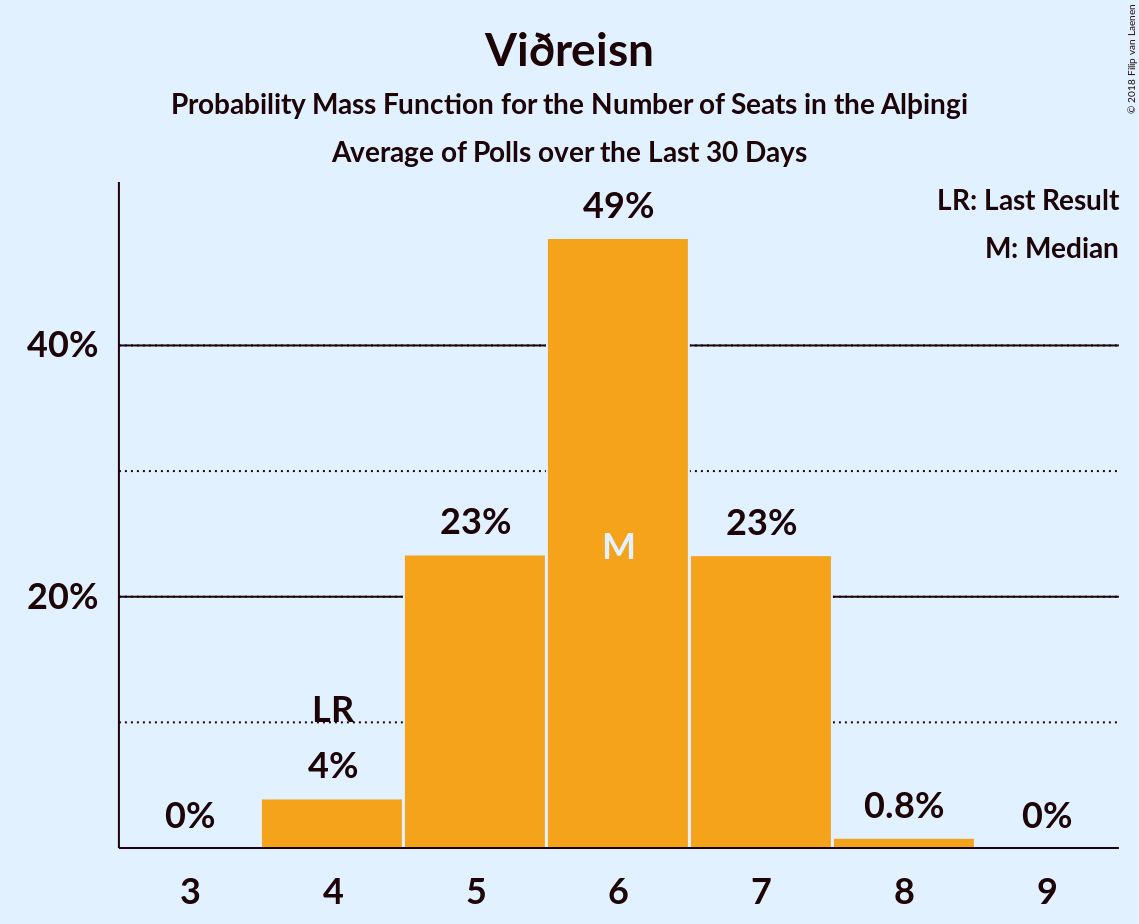 Viðreisn
Probability Mass Function for the Number of Seats in the Alþingi
Average of Polls over the Last 30 Days
© 2018 Filip van Laenen
LR: Last Result
M: Median
49%
40%
23%
23%
M
20%
LR
4%
0%
0.8%
0%
3 4 5 6 7 8 9